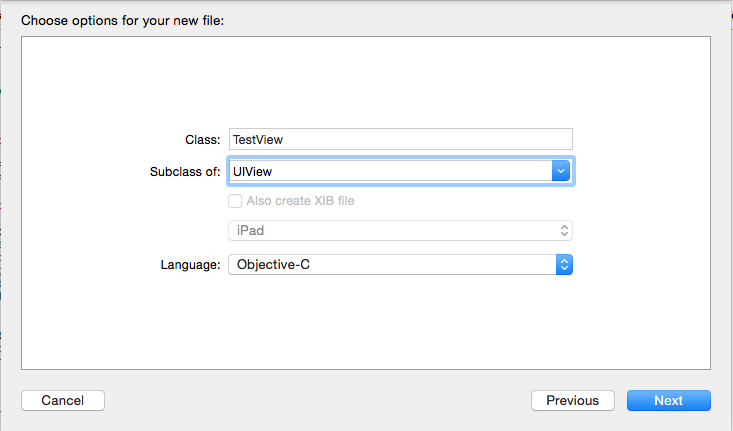 Choose options for your new file:
Class: TestView
Subclass of: UIView
Also create XIB file
iPad
Language: Objective-C
Cancel Previous Next